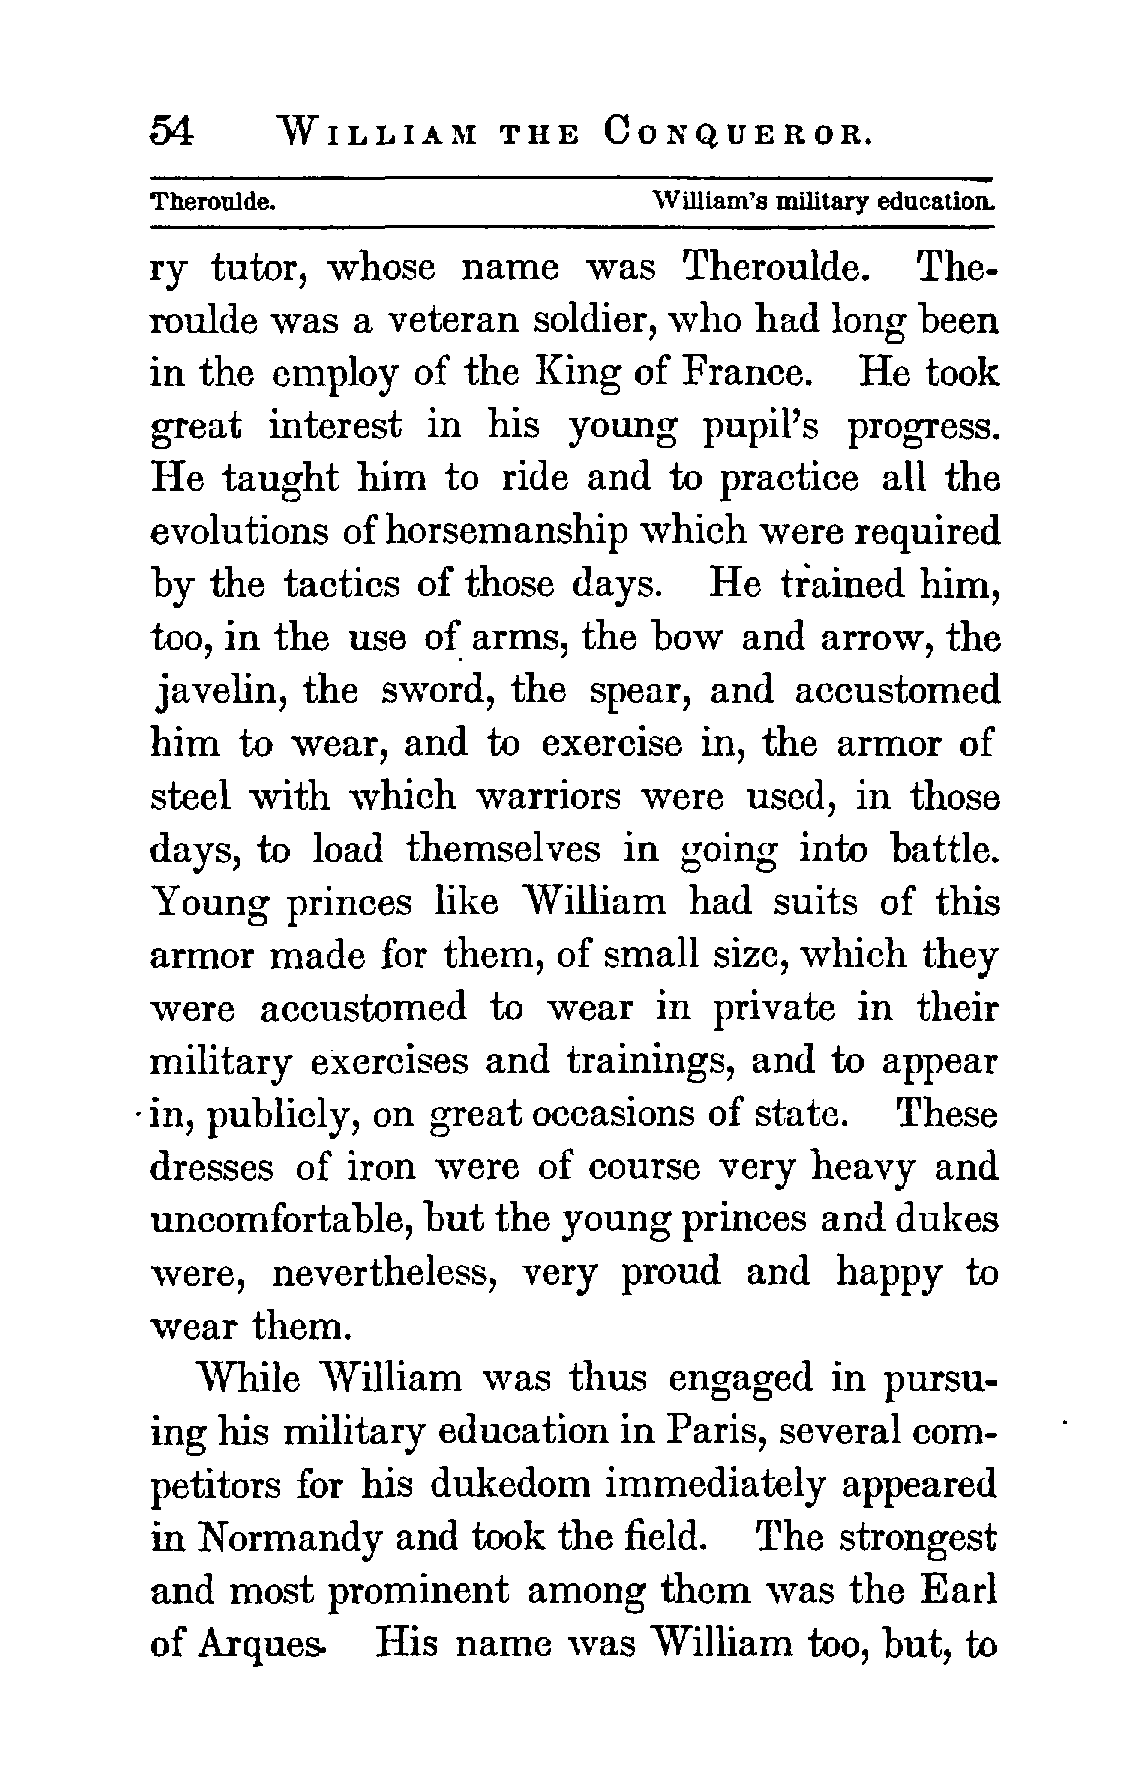 54 WILLIAM THE CONQUEROR.
Theroulde. William's military education.
ry tutor, whose name was Theroulde. The-
roulde was a veteran soldier, who had long been
in the employ of the King of France. He took
great interest in his young pupil's progress.
He taught him to ride and to practice all the
evolutions of horsemanship which were required
by the tactics of those days. He trained him,
too, in the use of arms, the bow and arrow, the
javelin, the sword, the spear, and accustomed
him to wear, and to exercise in, the armor of
steel with which warriors were used, in those
days, to load themselves in going into battle.
Young princes like William had suits of this
armor made for them, of small size, which they
were accustomed to wear in private in their
military exercises and trainings, and to appear
in, publicly, on great occasions of state. These
dresses of iron were of course very heavy and
uncomfortable, but the young princes and dukes
were, nevertheless, very proud and happy to
wear them.
While William was thus engaged in pursu-
ing his military education in Paris, several com-
petitors for his dukedom immediately appeared
in Normandy and took the field. The strongest
and most prominent among them was the Earl
of Arques. His name was William too, but, to